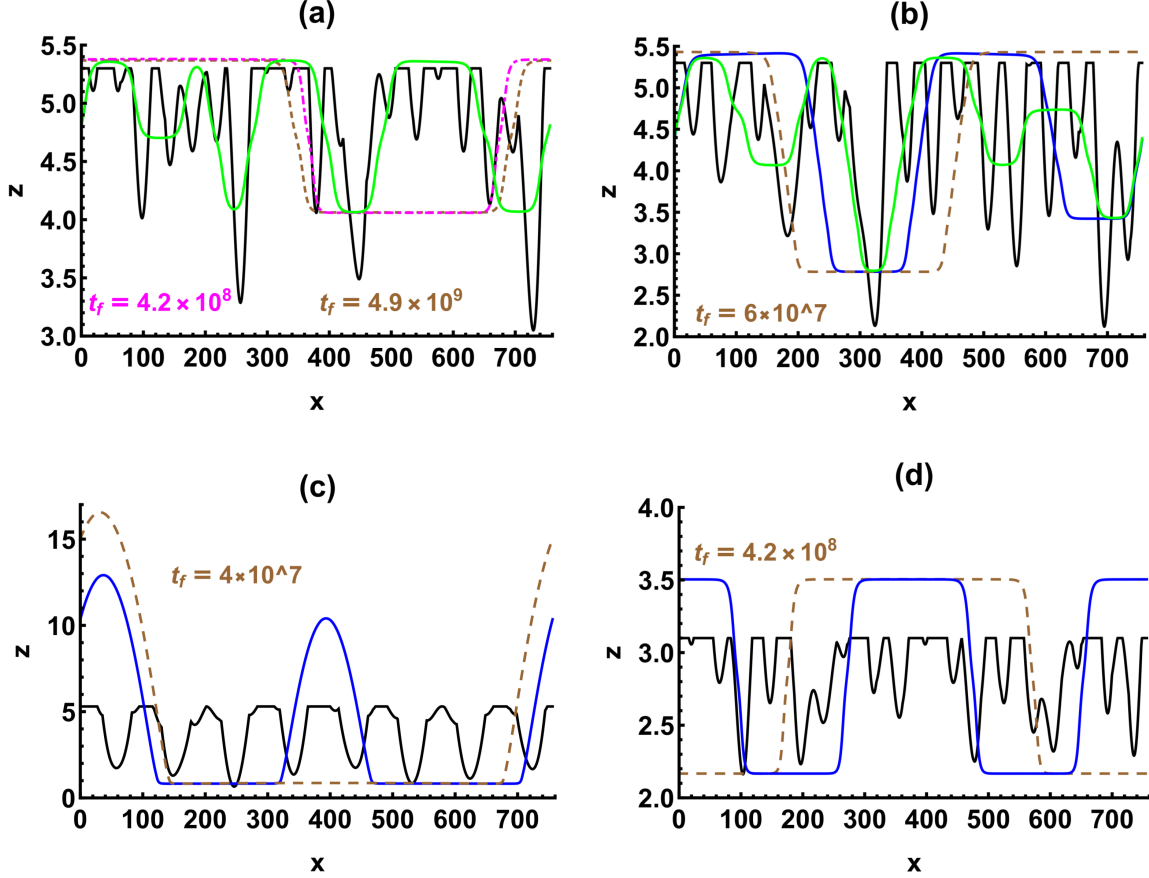 (a)
5.5
5.0
4.5
z
4.0
3.5
3.0
t_f = 4.2 × 10^8
t_f = 4.9 × 10^9
0 100 200 300 400 500 600 700
x
(b)
5.5
5.0
4.5
4.0
z
3.5
3.0
2.5
2.0
t_f = 6×10^7
0 100 200 300 400 500 600 700
x
(c)
15
10
z
5
0
t_f = 4×10^7
0 100 200 300 400 500 600 700
x
(d)
4.0
3.5
z
3.0
2.5
2.0
t_f = 4.2 × 10^8
0 100 200 300 400 500 600 700
x